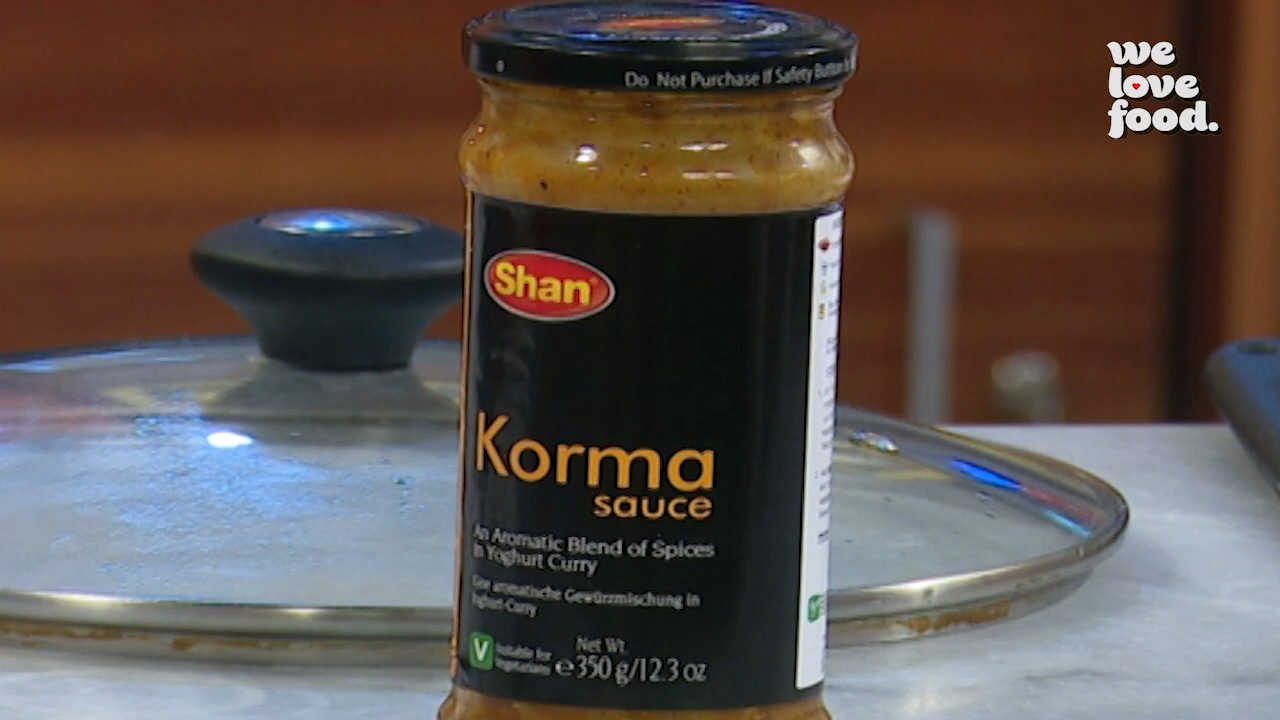 we
love
food.
Do Not Purchase If Safety Button
Shan
Korma
sauce
An Aromatic Blend of Spices
in Yoghurt Curry
Eine aromatische Gewürzmischung in
Yoghurt-Curry
V
Suitable for
Vegetarians
Net Wt.
℮ 350 g/12.3 oz